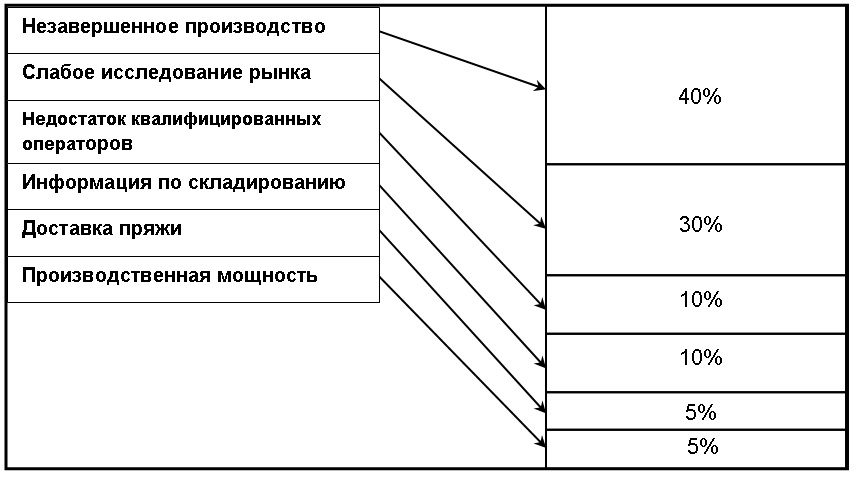 Незавершенное производство
Слабое исследование рынка
Недостаток квалифицированных
операторов
Информация по складированию
Доставка пряжи
Производственная мощность
40%
30%
10%
10%
5%
5%